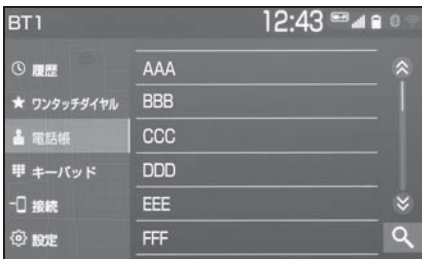 BT1 12:43
履歴 AAA
ワンタッチダイヤル BBB
電話帳 CCC
キーパッド DDD
接続 EEE
設定 FFF